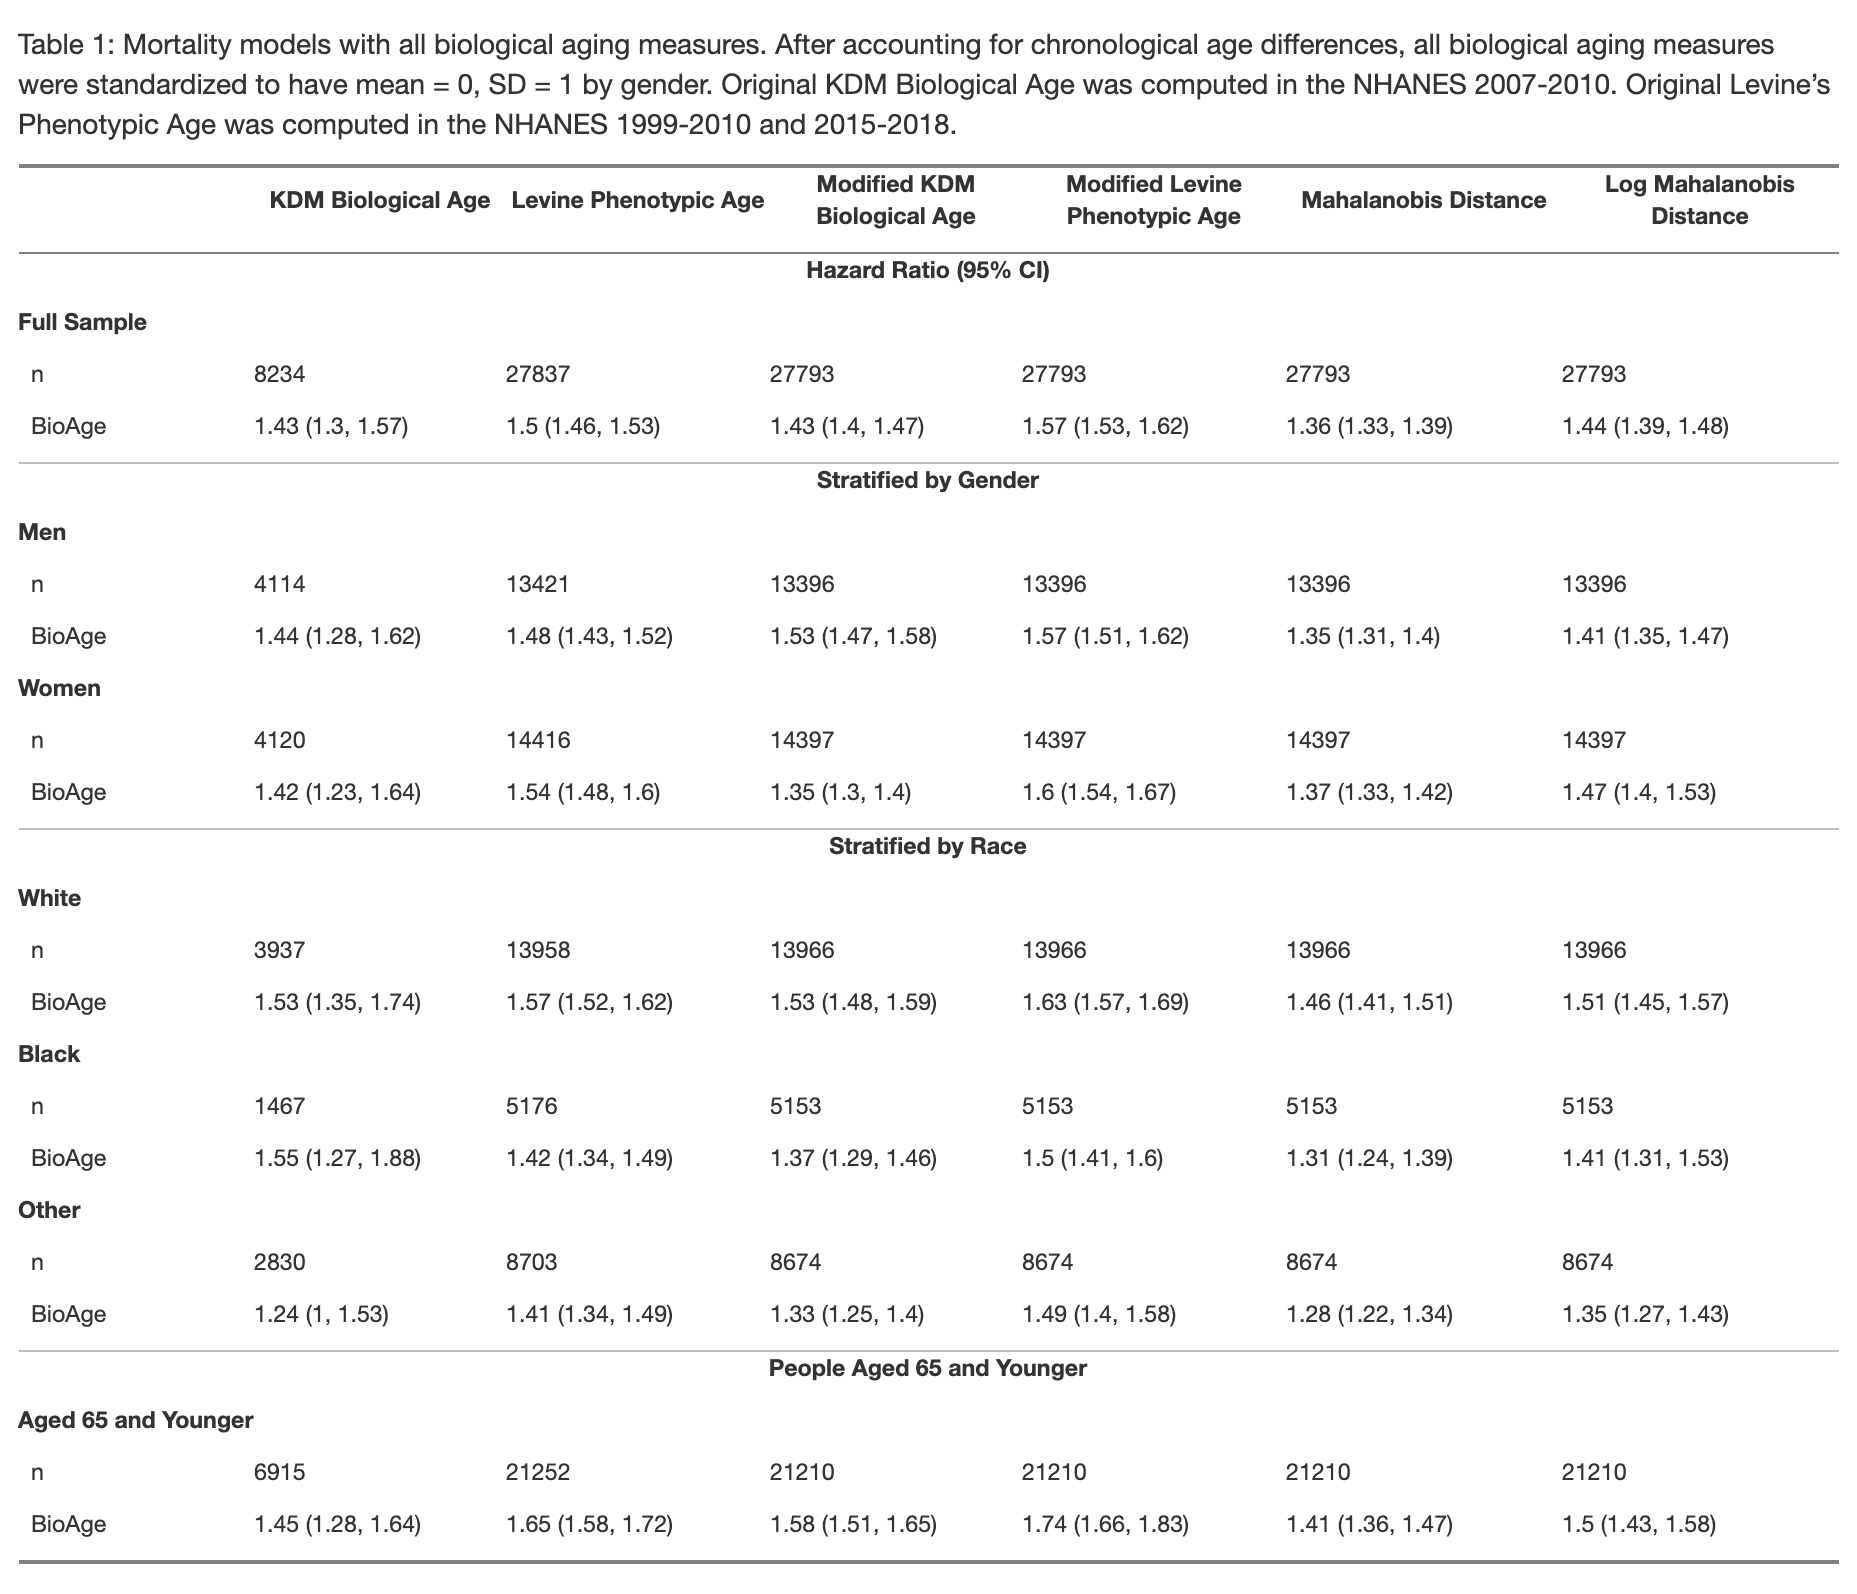 Table 1: Mortality models with all biological aging measures. After accounting for chronological age differences, all biological aging measures
were standardized to have mean = 0, SD = 1 by gender. Original KDM Biological Age was computed in the NHANES 2007-2010. Original Levine’s
Phenotypic Age was computed in the NHANES 1999-2010 and 2015-2018.
KDM Biological Age Levine Phenotypic Age Modified KDM Biological Age Modified Levine Phenotypic Age Mahalanobis Distance Log Mahalanobis Distance
Hazard Ratio (95% CI)
Full Sample
n 8234 27837 27793 27793 27793 27793
BioAge 1.43 (1.3, 1.57) 1.5 (1.46, 1.53) 1.43 (1.4, 1.47) 1.57 (1.53, 1.62) 1.36 (1.33, 1.39) 1.44 (1.39, 1.48)
Stratified by Gender
Men
n 4114 13421 13396 13396 13396 13396
BioAge 1.44 (1.28, 1.62) 1.48 (1.43, 1.52) 1.53 (1.47, 1.58) 1.57 (1.51, 1.62) 1.35 (1.31, 1.4) 1.41 (1.35, 1.47)
Women
n 4120 14416 14397 14397 14397 14397
BioAge 1.42 (1.23, 1.64) 1.54 (1.48, 1.6) 1.35 (1.3, 1.4) 1.6 (1.54, 1.67) 1.37 (1.33, 1.42) 1.47 (1.4, 1.53)
Stratified by Race
White
n 3937 13958 13966 13966 13966 13966
BioAge 1.53 (1.35, 1.74) 1.57 (1.52, 1.62) 1.53 (1.48, 1.59) 1.63 (1.57, 1.69) 1.46 (1.41, 1.51) 1.51 (1.45, 1.57)
Black
n 1467 5176 5153 5153 5153 5153
BioAge 1.55 (1.27, 1.88) 1.42 (1.34, 1.49) 1.37 (1.29, 1.46) 1.5 (1.41, 1.6) 1.31 (1.24, 1.39) 1.41 (1.31, 1.53)
Other
n 2830 8703 8674 8674 8674 8674
BioAge 1.24 (1, 1.53) 1.41 (1.34, 1.49) 1.33 (1.25, 1.4) 1.49 (1.4, 1.58) 1.28 (1.22, 1.34) 1.35 (1.27, 1.43)
People Aged 65 and Younger
Aged 65 and Younger
n 6915 21252 21210 21210 21210 21210
BioAge 1.45 (1.28, 1.64) 1.65 (1.58, 1.72) 1.58 (1.51, 1.65) 1.74 (1.66, 1.83) 1.41 (1.36, 1.47) 1.5 (1.43, 1.58)